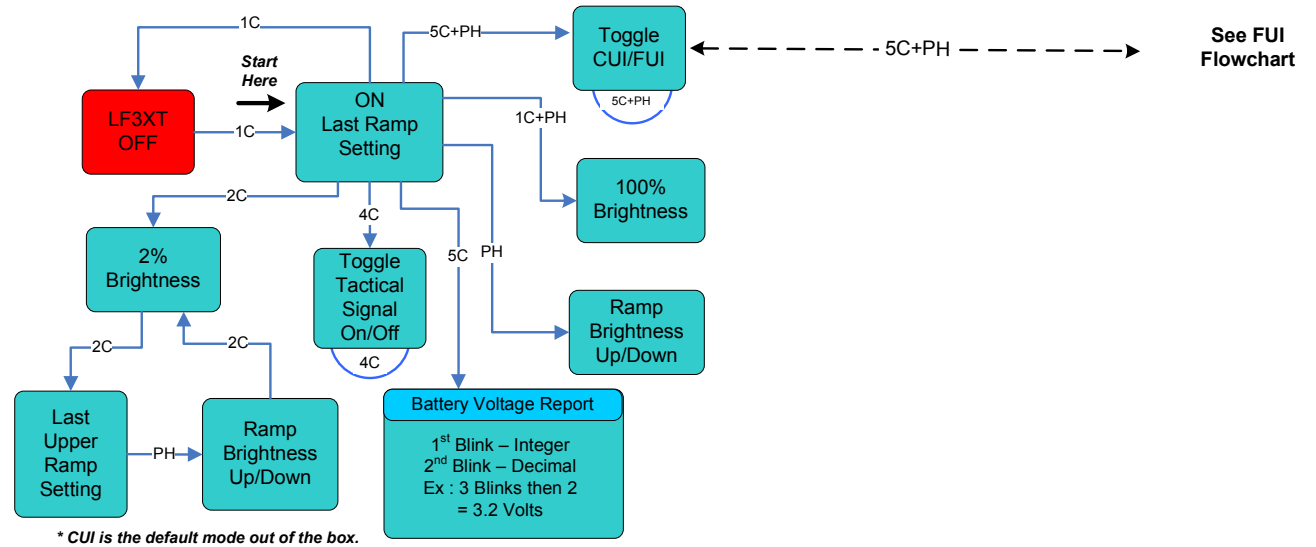 1C
5C+PH
Toggle
CUI/FUI
5C+PH
5C+PH
See FUI
Flowchart
Start
Here
LF3XT
OFF
1C
ON
Last Ramp
Setting
1C+PH
100%
Brightness
2C
4C
5C
PH
2%
Brightness
Toggle
Tactical
Signal
On/Off
4C
Ramp
Brightness
Up/Down
2C
2C
Last
Upper
Ramp
Setting
PH
Ramp
Brightness
Up/Down
Battery Voltage Report
1st Blink – Integer
2nd Blink – Decimal
Ex : 3 Blinks then 2
= 3.2 Volts
* CUI is the default mode out of the box.